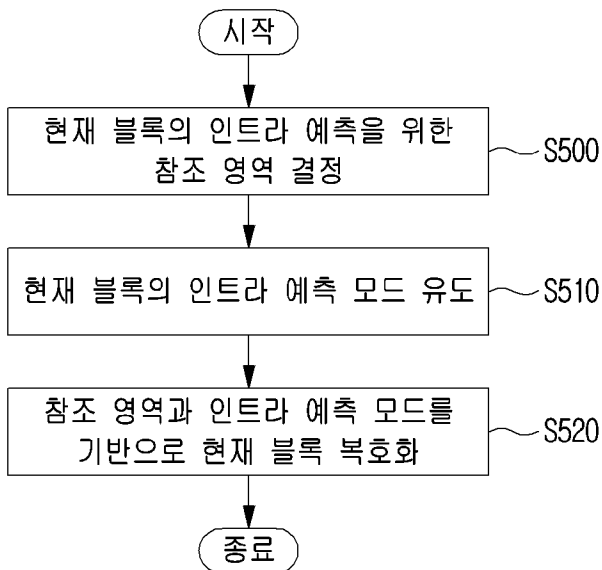 시작
현재 블록의 인트라 예측을 위한
참조 영역 결정
S500
현재 블록의 인트라 예측 모드 유도
S510
참조 영역과 인트라 예측 모드를
기반으로 현재 블록 복호화
S520
종료